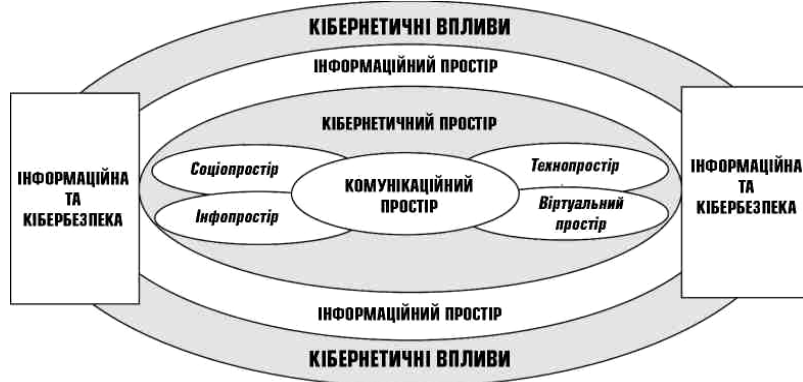 КІБЕРНЕТИЧНІ ВПЛИВИ
ІНФОРМАЦІЙНИЙ ПРОСТІР
КІБЕРНЕТИЧНИЙ ПРОСТІР
ІНФОРМАЦІЙНА
ТА
КІБЕРБЕЗПЕКА
Соціопростір
Інфопростір
КОМУНІКАЦІЙНИЙ
ПРОСТІР
Технопростір
Віртуальний
простір
ІНФОРМАЦІЙНА
ТА
КІБЕРБЕЗПЕКА
ІНФОРМАЦІЙНИЙ ПРОСТІР
КІБЕРНЕТИЧНІ ВПЛИВИ